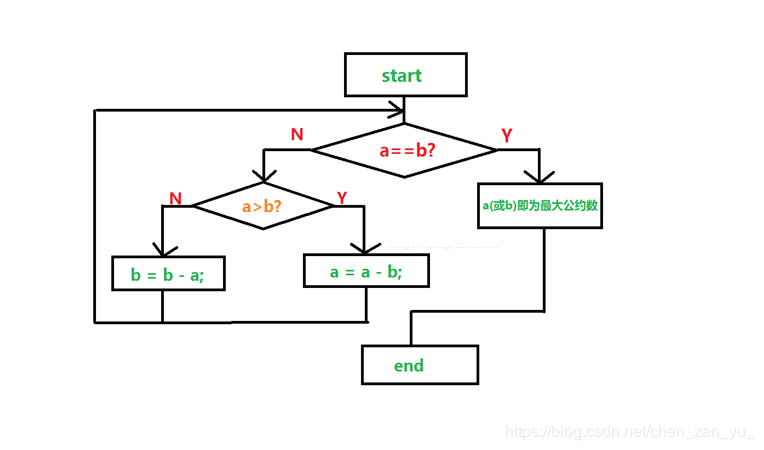 start
N
Y
a==b?
N
Y
a>b?
a(或b)即为最大公约数
b = b - a;
a = a - b;
end
https://blog.csdn.net/chen_zan_yu_